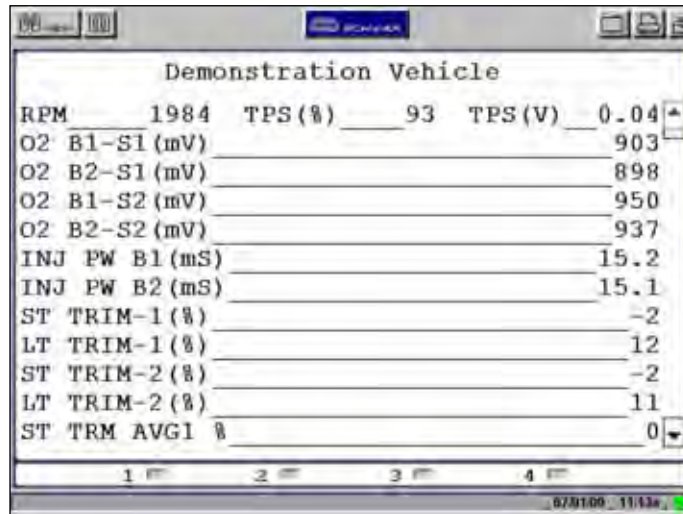 SCANNER
Demonstration Vehicle
RPM 1984 TPS(%) 93 TPS(V) 0.04
O2 B1-S1(mV) 903
O2 B2-S1(mV) 898
O2 B1-S2(mV) 950
O2 B2-S2(mV) 937
INJ PW B1(mS) 15.2
INJ PW B2(mS) 15.1
ST TRIM-1(%) -2
LT TRIM-1(%) 12
ST TRIM-2(%) -2
LT TRIM-2(%) 11
ST TRM AVG1 % 0
1 2 3 4